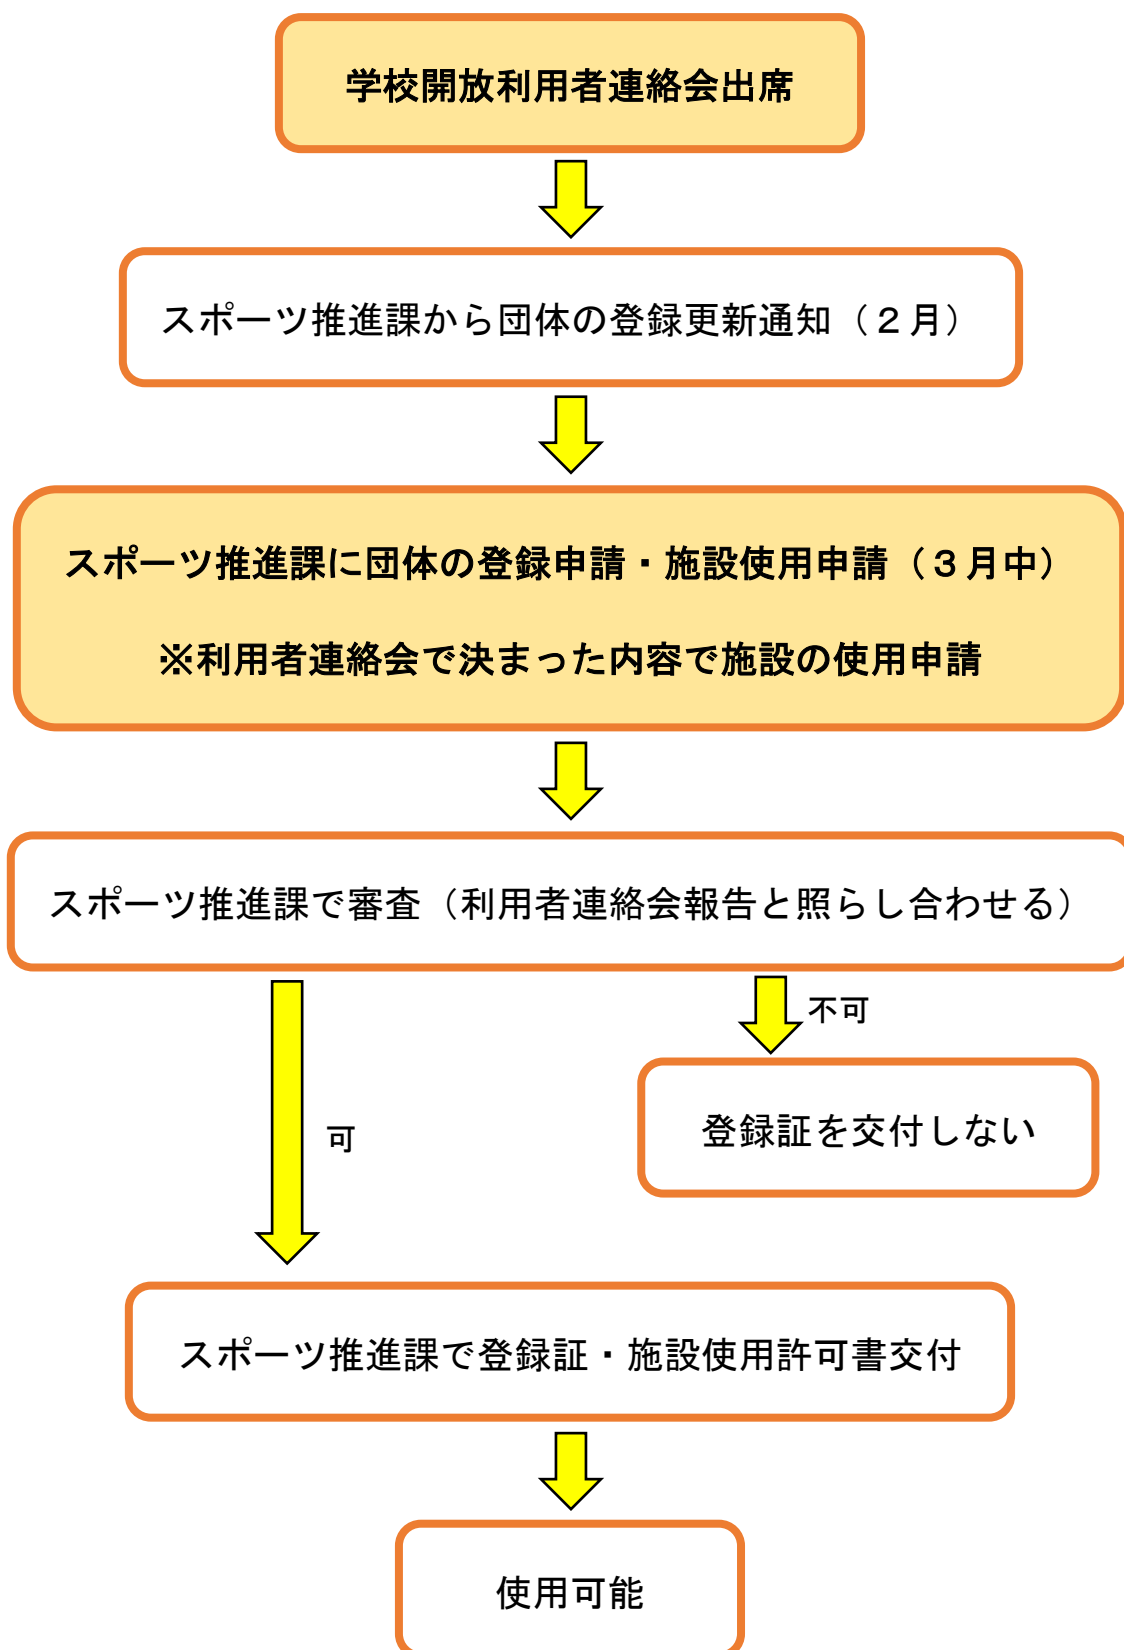 学校開放利用者連絡会出席
スポーツ推進課から団体の登録更新通知（２月）
スポーツ推進課に団体の登録申請・施設使用申請（３月中）
※利用者連絡会で決まった内容で施設の使用申請
スポーツ推進課で審査（利用者連絡会報告と照らし合わせる）
不可
登録証を交付しない
可
スポーツ推進課で登録証・施設使用許可書交付
使用可能